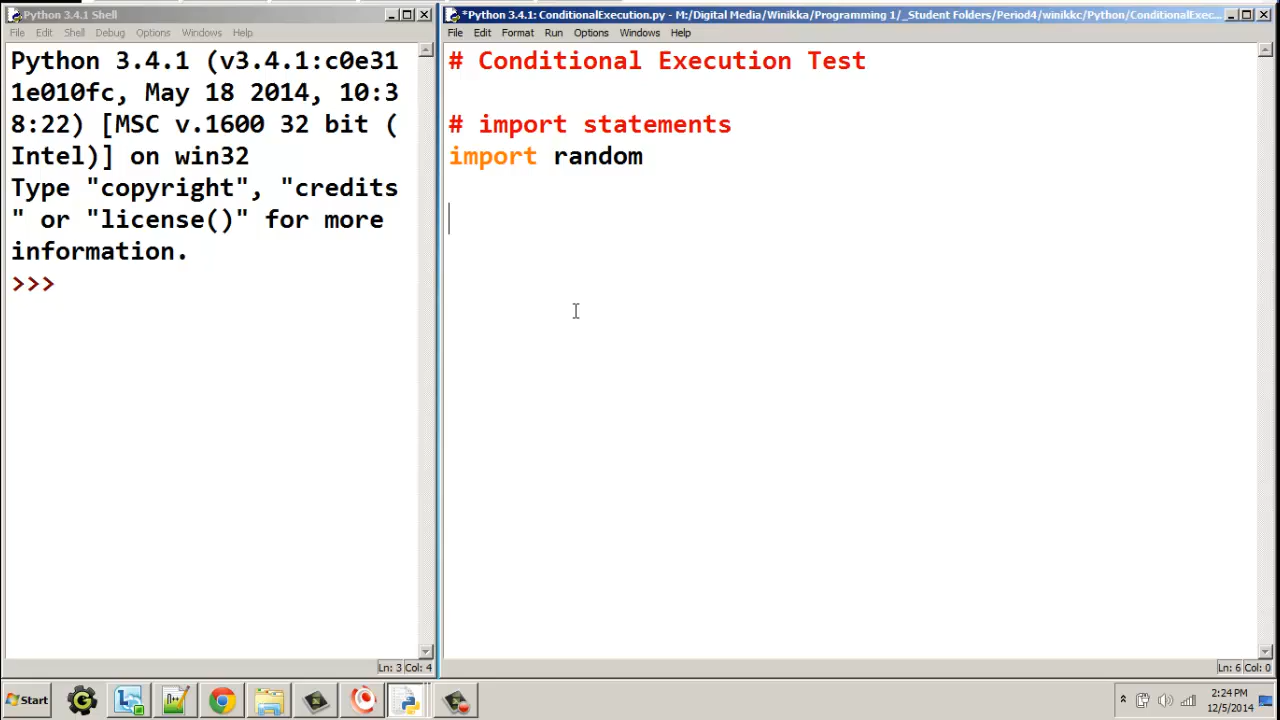 Python 3.4.1 Shell
File Edit Shell Debug Options Windows Help
Python 3.4.1 (v3.4.1:c0e31
1e010fc, May 18 2014, 10:3
8:22) [MSC v.1600 32 bit (
Intel)] on win32
Type "copyright", "credits
" or "license()" for more
information.
>>>
Ln: 3 Col: 4
*Python 3.4.1: ConditionalExecution.py - M:/Digital Media/Winikka/Programming 1/_Student Folders/Period4/winikkc/Python/ConditionalExec...
File Edit Format Run Options Windows Help
# Conditional Execution Test
# import statements
import random
Ln: 6 Col: 0
Start
2:24 PM
12/5/2014